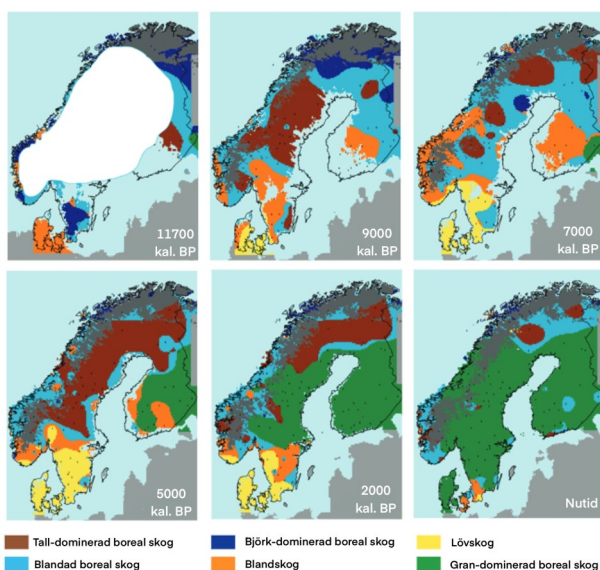 11700
kal. BP
9000
kal. BP
7000
kal. BP
5000
kal. BP
2000
kal. BP
Nutid
Tall-dominerad boreal skog
Björk-dominerad boreal skog
Lövskog
Blandad boreal skog
Blandskog
Gran-dominerad boreal skog